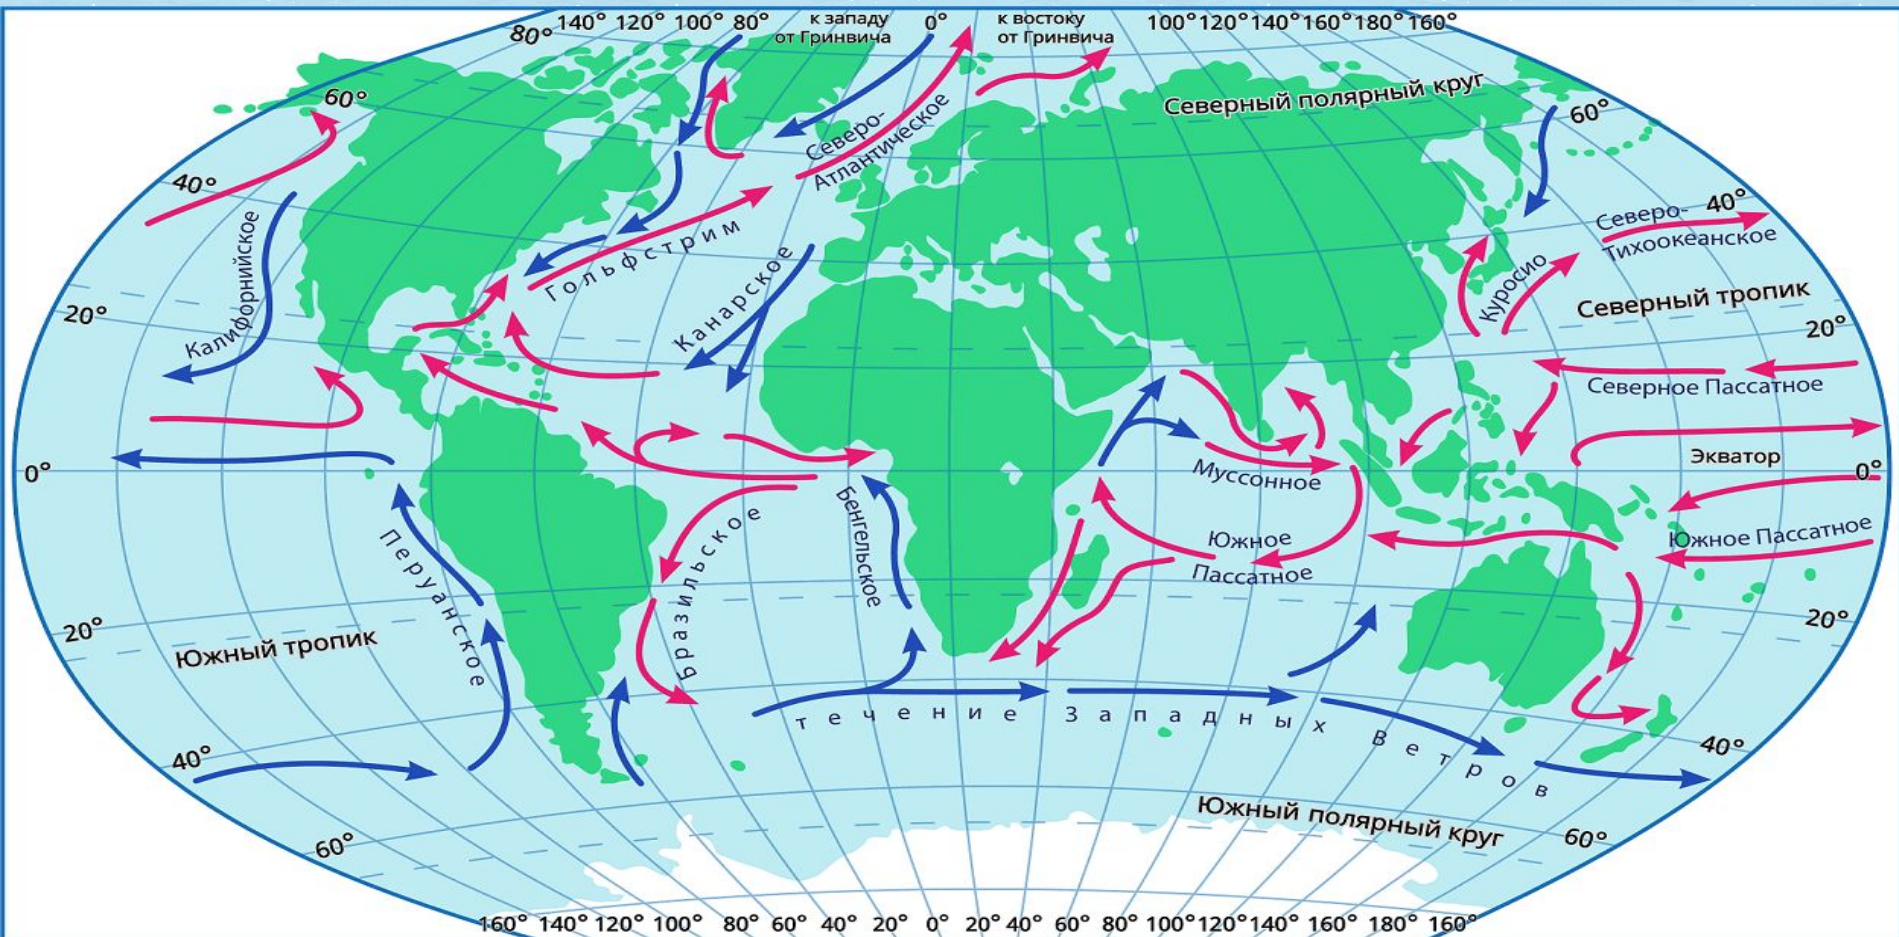 140° 120° 100° 80° к западу 0° к востоку 100° 120° 140° 160° 180° 160°
от Гринвича от Гринвича
80°
Северный полярный круг
60° 60°
Северо-
Атлантическое
40° 40°
Северо-
Тихоокеанское
Калифорнийское
Гольфстрим
Канарское
Куросио
Северный тропик
20° 20°
Северное Пассатное
Экватор
0° 0°
Муссонное
Перуанское
Бразильское
Бенгельское
Южное
Пассатное
Южное Пассатное
20° 20°
Южный тропик
течение Западных Ветров
40° 40°
Южный полярный круг
60° 60°
160° 140° 120° 100° 80° 60° 40° 20° 0° 20° 40° 60° 80° 100° 120° 140° 160° 180° 160°